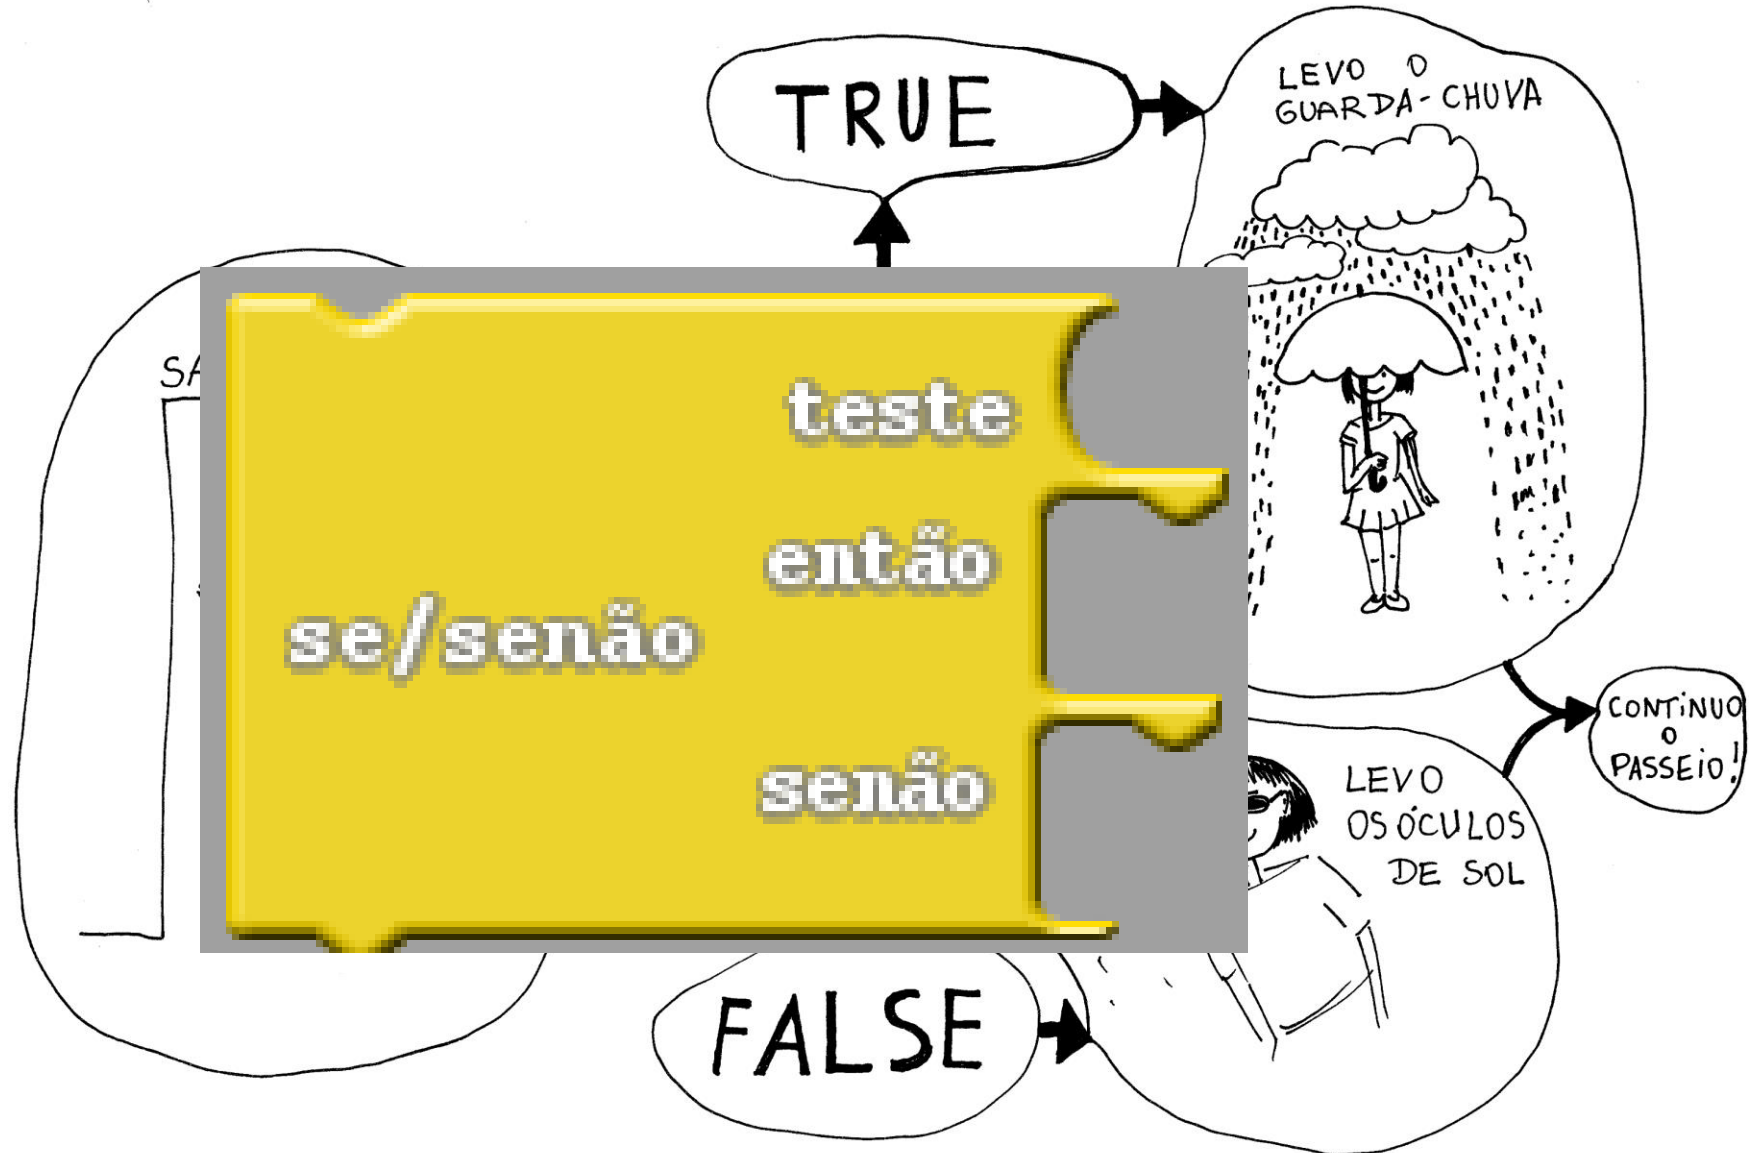 TRUE
LEVO O
GUARDA-CHUVA
teste
então
se/senão
senão
CONTINUO
O
PASSEIO!
LEVO
OS ÓCULOS
DE SOL
FALSE